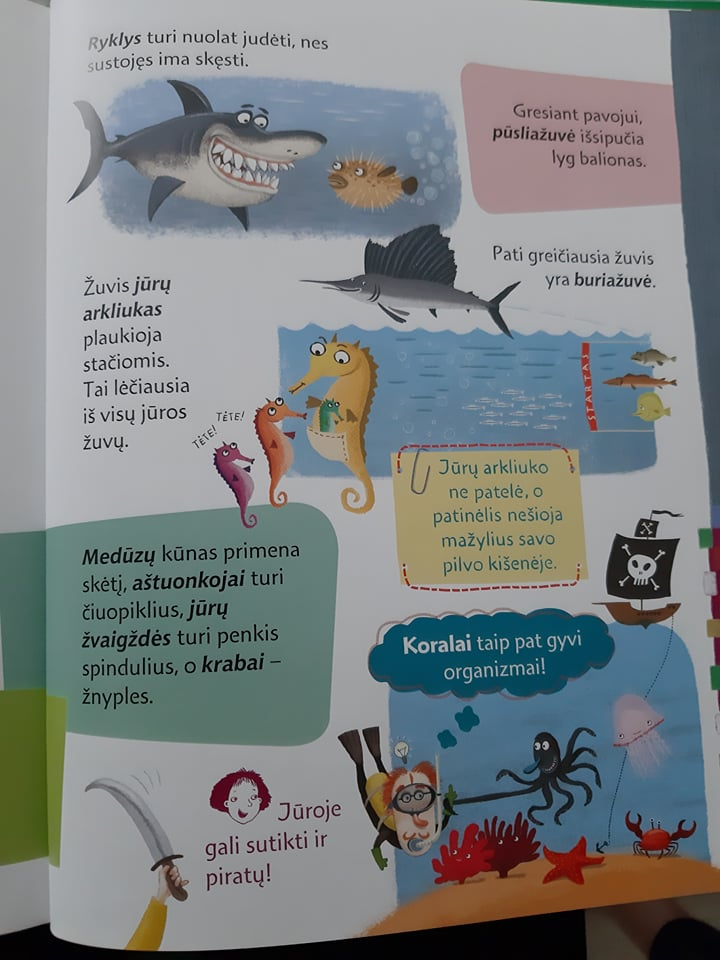 Ryklys turi nuolat judėti, nes
sustojęs ima skęsti.
Gresiant pavojui,
pūsliažuvė išsipučia
lyg balionas.
Pati greičiausia žuvis
yra buriažuvė.
Žuvis jūrų
arkliukas
plaukioja
stačiomis.
Tai lėčiausia
iš visų jūros
žuvų.
TĖTE!
TĖTE!
STARTAS
Jūrų arkliuko
ne patelė, o
patinėlis nešioja
mažylius savo
pilvo kišenėje.
Medūzų kūnas primena
skėtį, aštuonkojai turi
čiuopiklius, jūrų
žvaigždės turi penkis
spindulius, o krabai –
žnyples.
Koralai taip pat gyvi
organizmai!
Jūroje
gali sutikti ir
piratų!